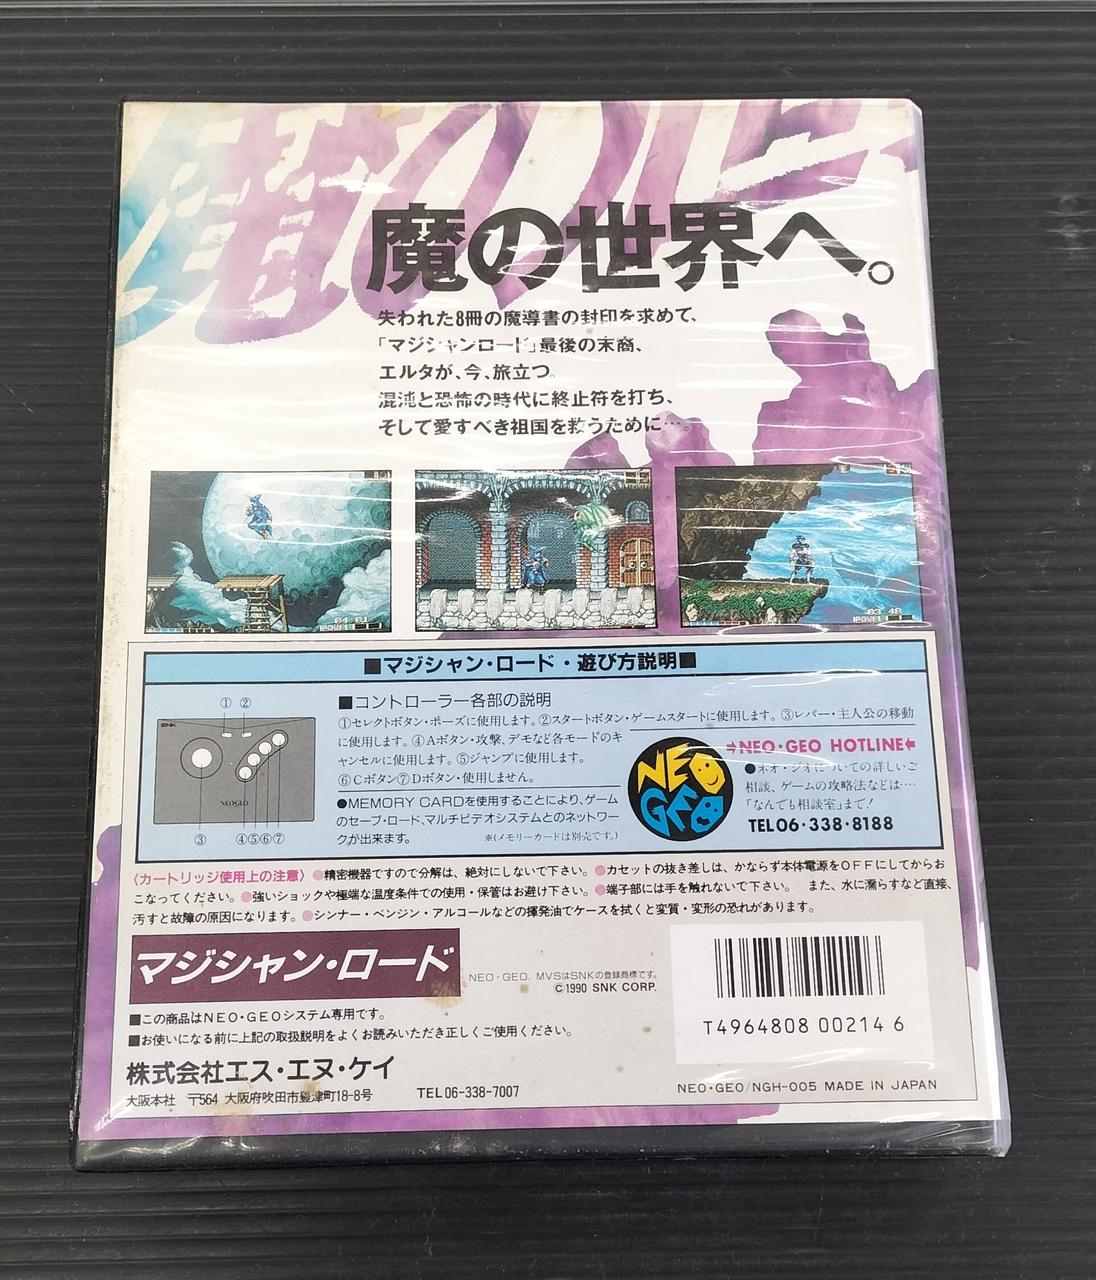 魔の世界へ。
失われた8冊の魔導書の封印を求めて、
「マジシャンロード」最後の末裔、
エルタが、今、旅立つ。
混沌と恐怖の時代に終止符を打ち、
そして愛すべき祖国を救うために…。
■マジシャン・ロード・遊び方説明■
SNK
① ②
NEO・GEO
③ ④⑤⑥⑦
■コントローラー各部の説明
①セレクトボタン・ポーズに使用します。②スタートボタン・ゲームスタートに使用します。③レバー・主人公の移動
に使用します。④Aボタン・攻撃、デモなど各モードのキ
ャンセルに使用します。⑤ジャンプに使用します。
⑥Cボタン⑦Dボタン・使用しません。
●MEMORY CARDを使用することにより、ゲーム
のセーブ・ロード、マルチビデオシステムとのネットワー
クが出来ます。 ※(メモリーカードは別売です。)
NEO GEO
⇒NEO・GEO HOTLINE⇐
●ネオ・ジオについての詳しいご
相談、ゲームの攻略法などは‥‥
「なんでも相談室」まで!
TEL06・338・8188
〈カートリッジ使用上の注意〉●精密機器ですので分解は、絶対にしないで下さい。●カセットの抜き差しは、かならず本体電源をOFFにしてからお
こなってください。●強いショックや極端な温度条件での使用・保管はお避け下さい。●端子部には手を触れないで下さい。 また、水に濡らすなど直接、
汚すと故障の原因になります。●シンナー・ベンジン・アルコールなどの揮発油でケースを拭くと変質・変形の恐れがあります。
マジシャン・ロード
NEO・GEO、MVSはSNKの登録商標です。
©1990 SNK CORP.
■この商品はNEO・GEOシステム専用です。
■お使いになる前に上記の取扱説明をよくお読みいただき正しくご使用ください。
株式会社エス・エヌ・ケイ
大阪本社 〒564 大阪府吹田市豊津町18-8号 TEL06-338-7007
T4964808 00214 6
NEO・GEO/NGH-005 MADE IN JAPAN